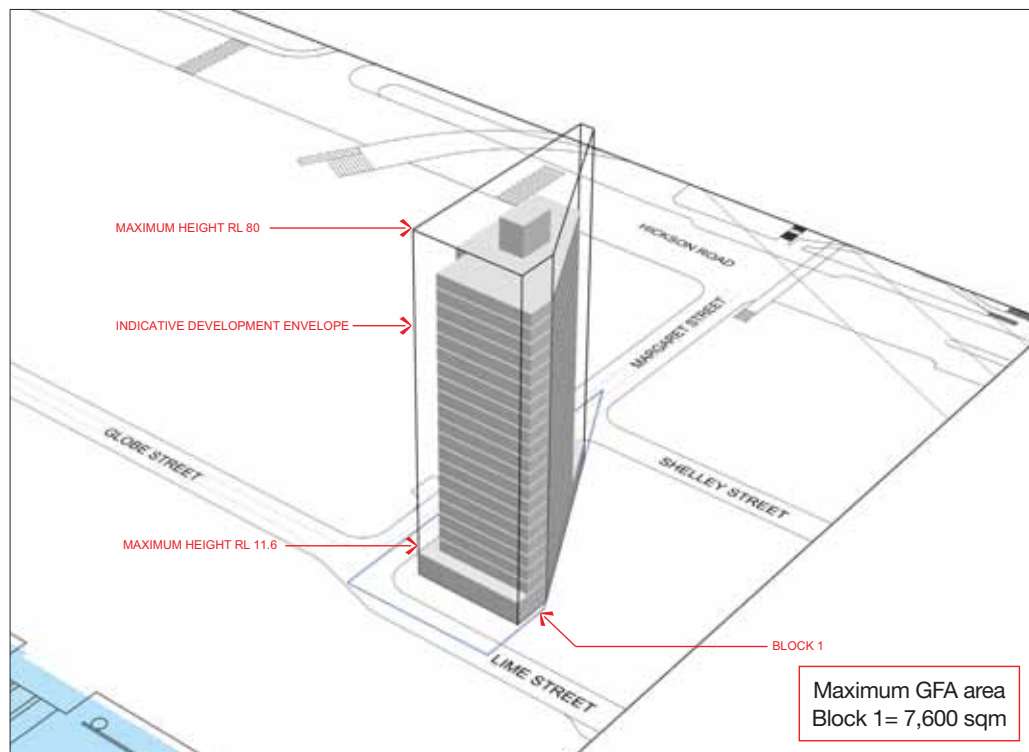 MAXIMUM HEIGHT RL 80
HICKSON ROAD
INDICATIVE DEVELOPMENT ENVELOPE
MARGARET STREET
GLOBE STREET
SHELLEY STREET
MAXIMUM HEIGHT RL 11.6
BLOCK 1
LIME STREET
Maximum GFA area
Block 1= 7,600 sqm